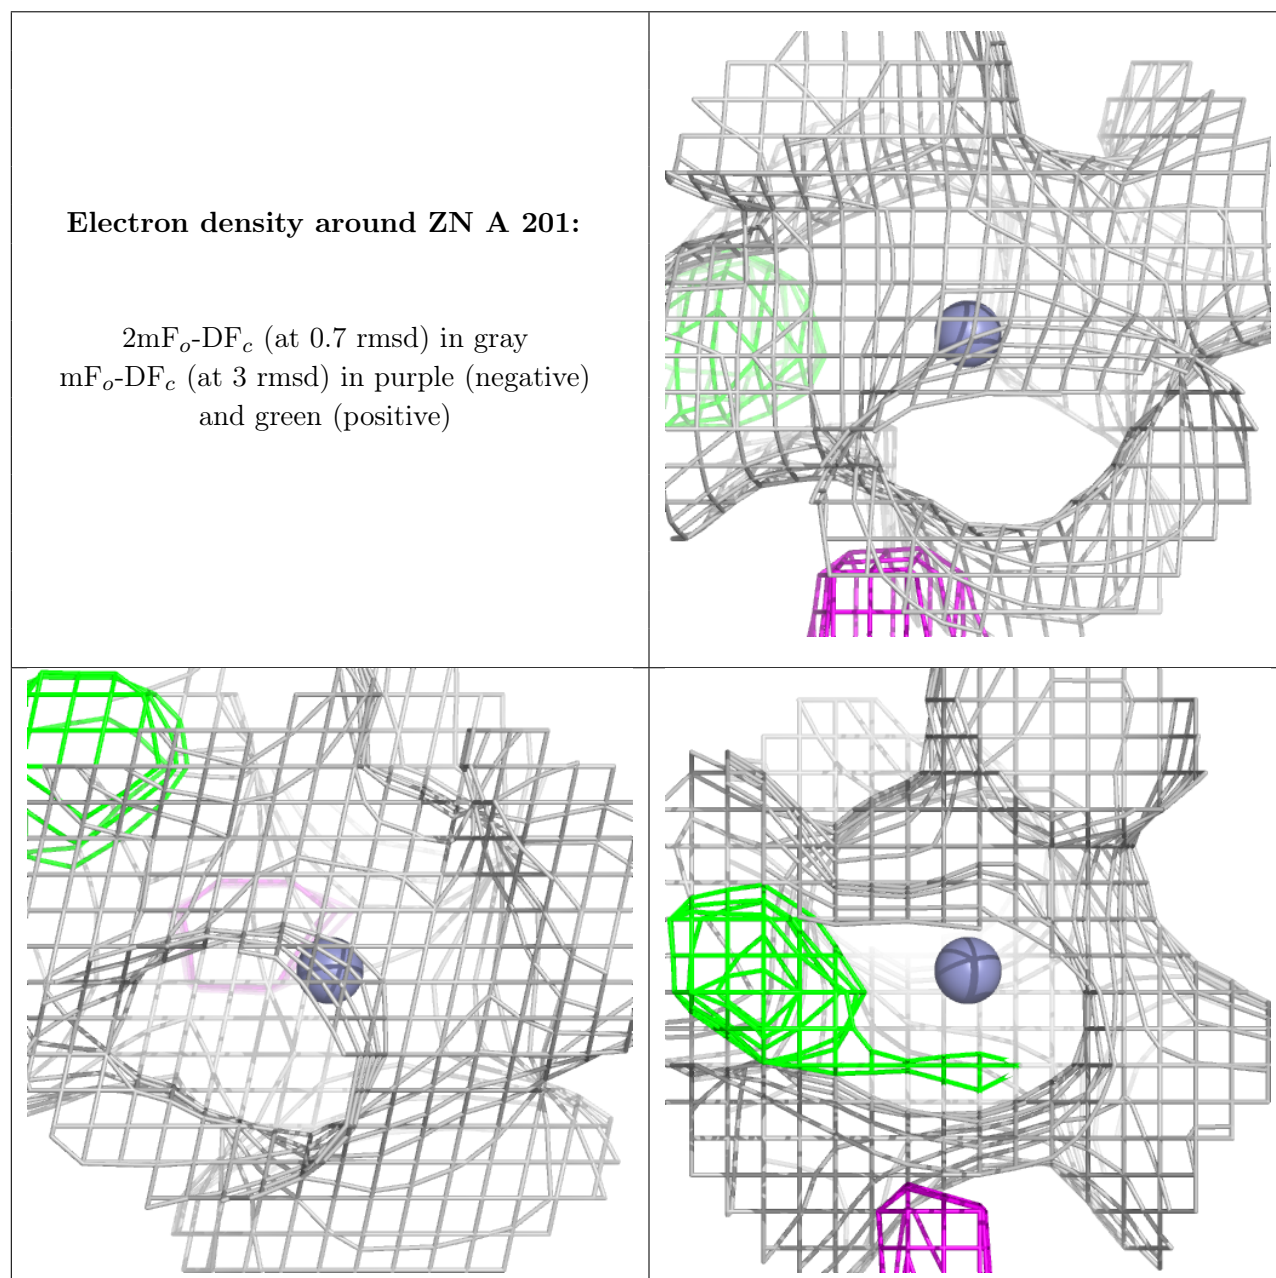 Electron density around ZN A 201:
2mFo-DFc (at 0.7 rmsd) in gray
mFo-DFc (at 3 rmsd) in purple (negative)
and green (positive)